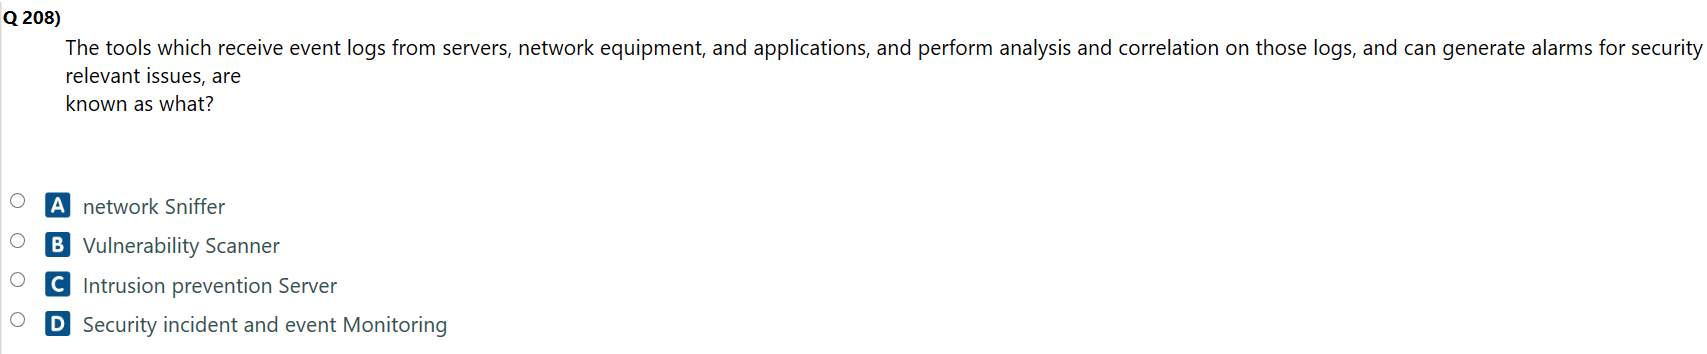 Q 208)
The tools which receive event logs from servers, network equipment, and applications, and perform analysis and correlation on those logs, and can generate alarms for security
relevant issues, are
known as what?
A network Sniffer
B Vulnerability Scanner
C Intrusion prevention Server
D Security incident and event Monitoring